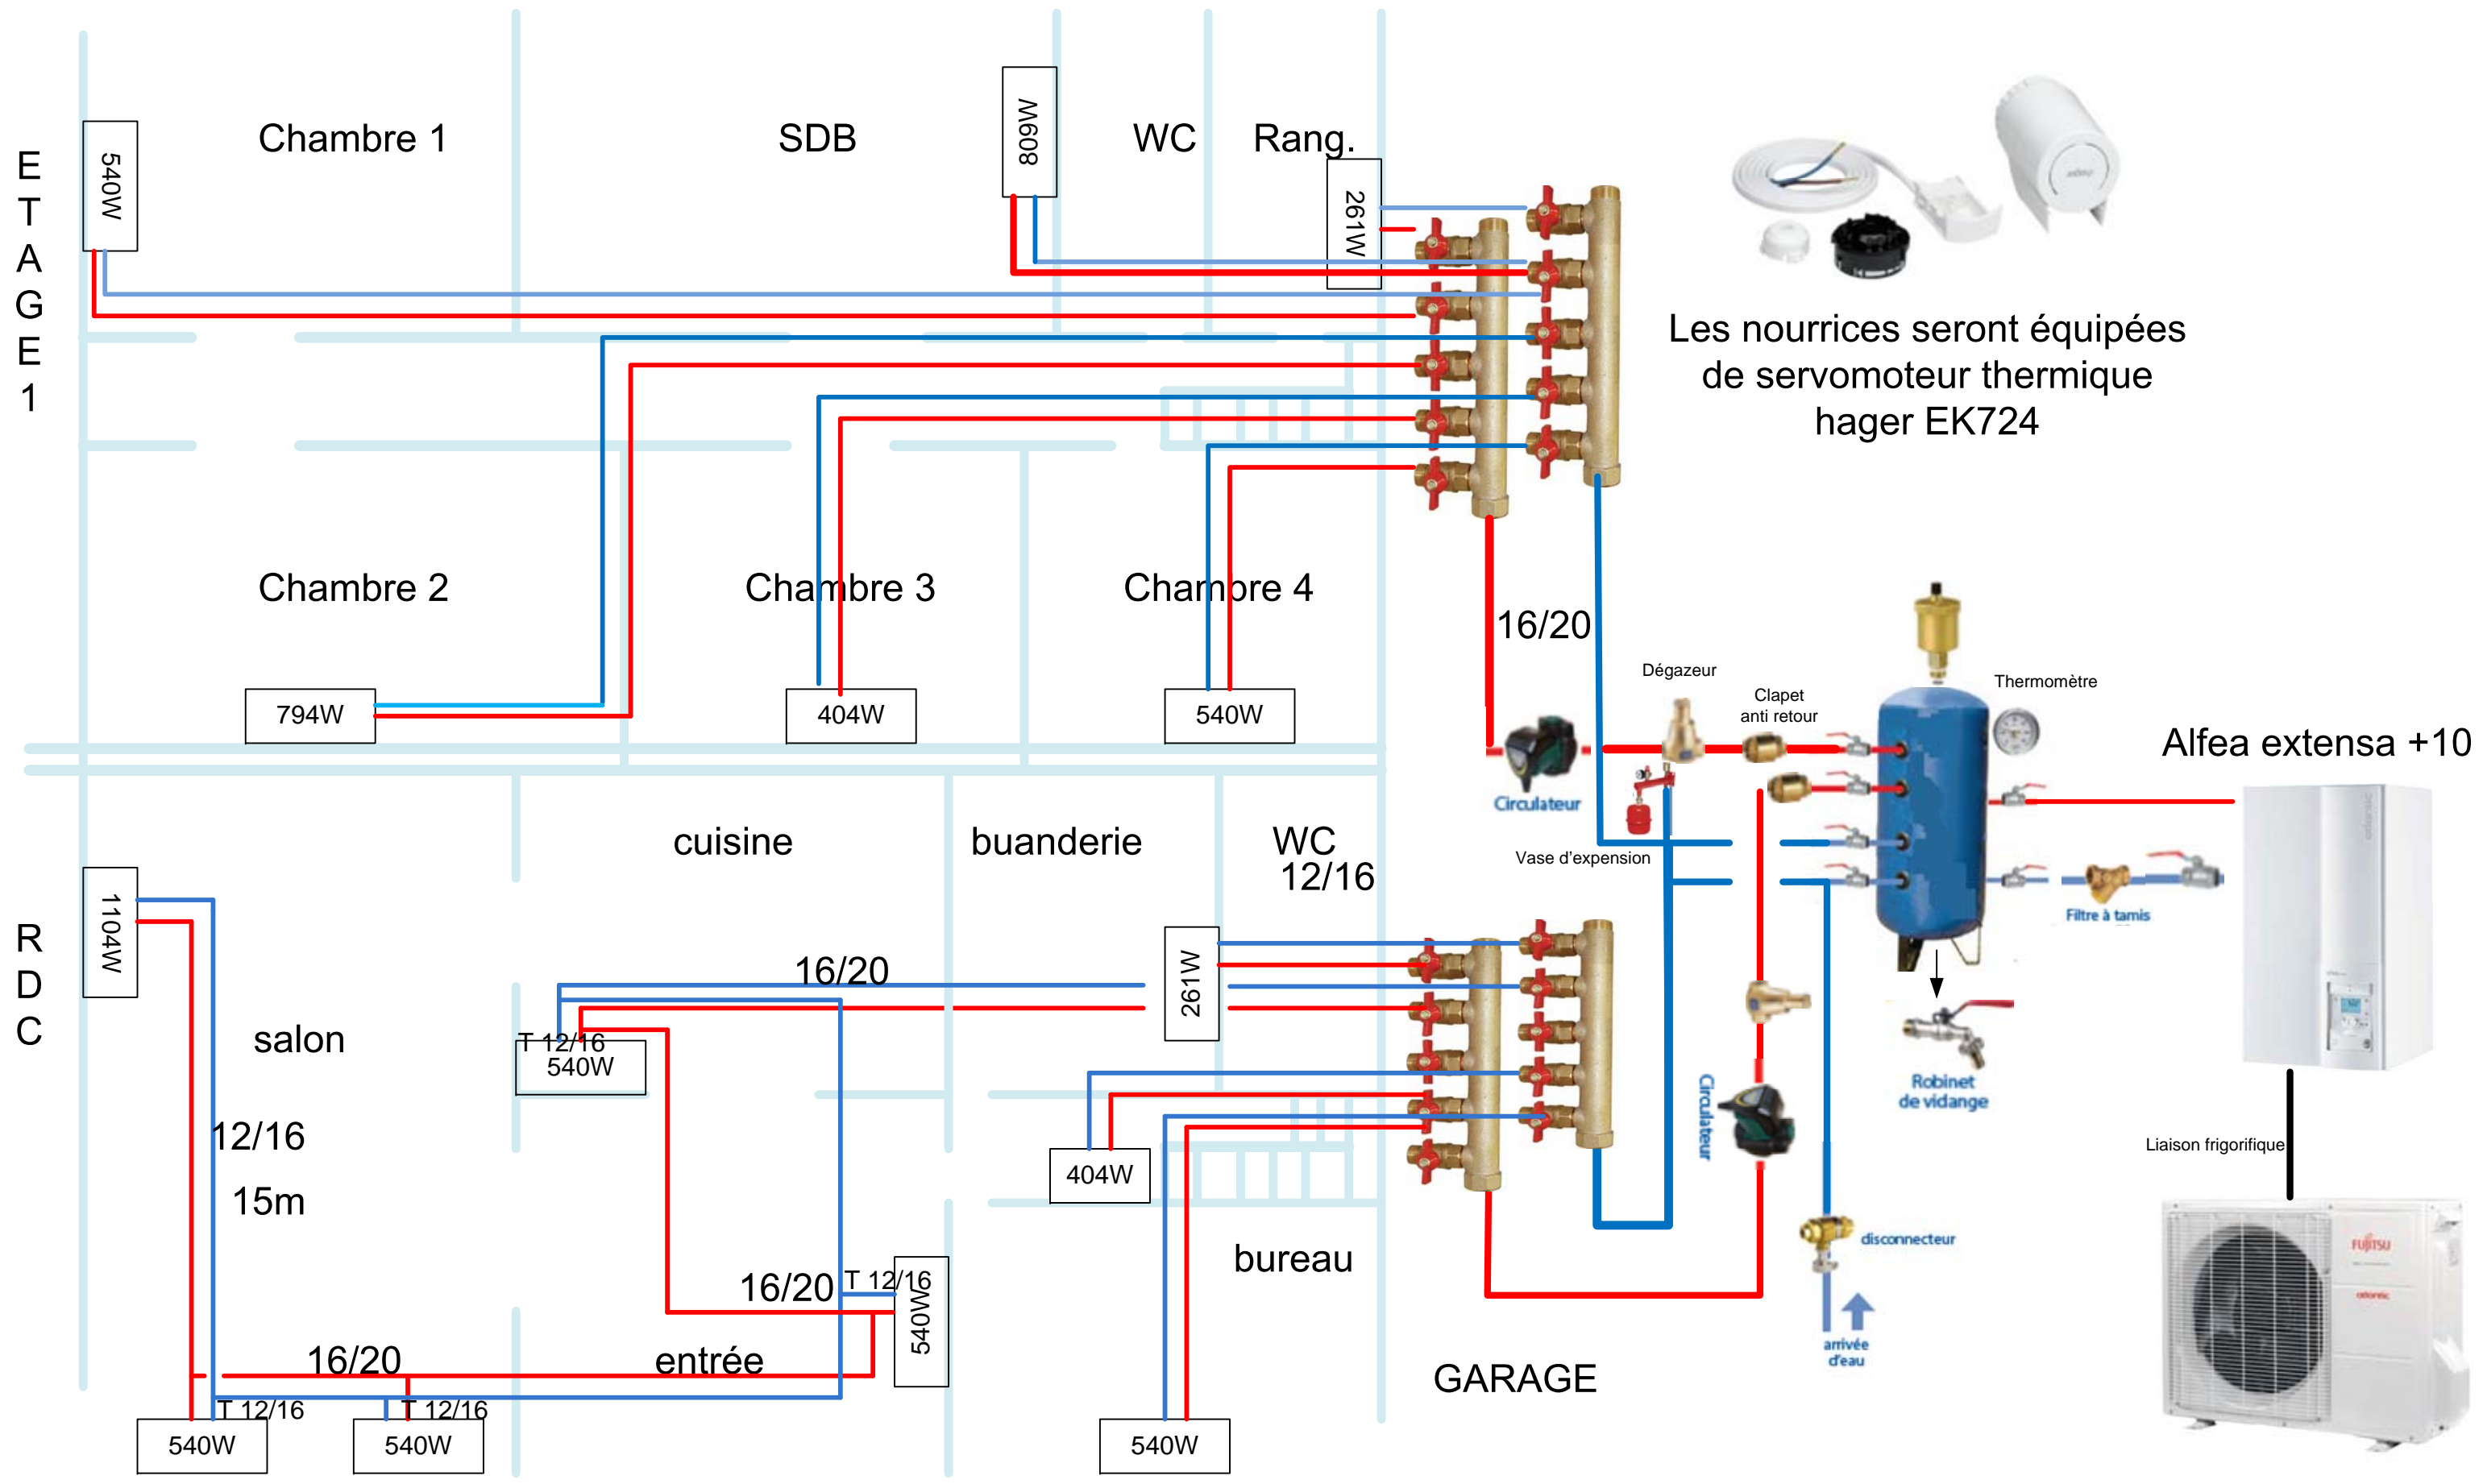 ETAGE 1
Chambre 1
SDB
WC
Rang.
540W
809W
261W
Les nourrices seront équipées
de servomoteur thermique
hager EK724
Chambre 2
Chambre 3
Chambre 4
794W
404W
540W
16/20
Dégazeur
Clapet
anti retour
Thermomètre
Circulateur
Alfea extensa +10
Vase d'expension
Filtre à tamis
RDC
cuisine
buanderie
WC
12/16
1104W
261W
16/20
salon
T 12/16
540W
12/16
15m
404W
Circulateur
Robinet
de vidange
Liaison frigorifique
bureau
disconnecteur
arrivée
d'eau
FUJITSU
atlantic
16/20
T 12/16
540W
16/20
entrée
GARAGE
T 12/16
T 12/16
540W
540W
540W